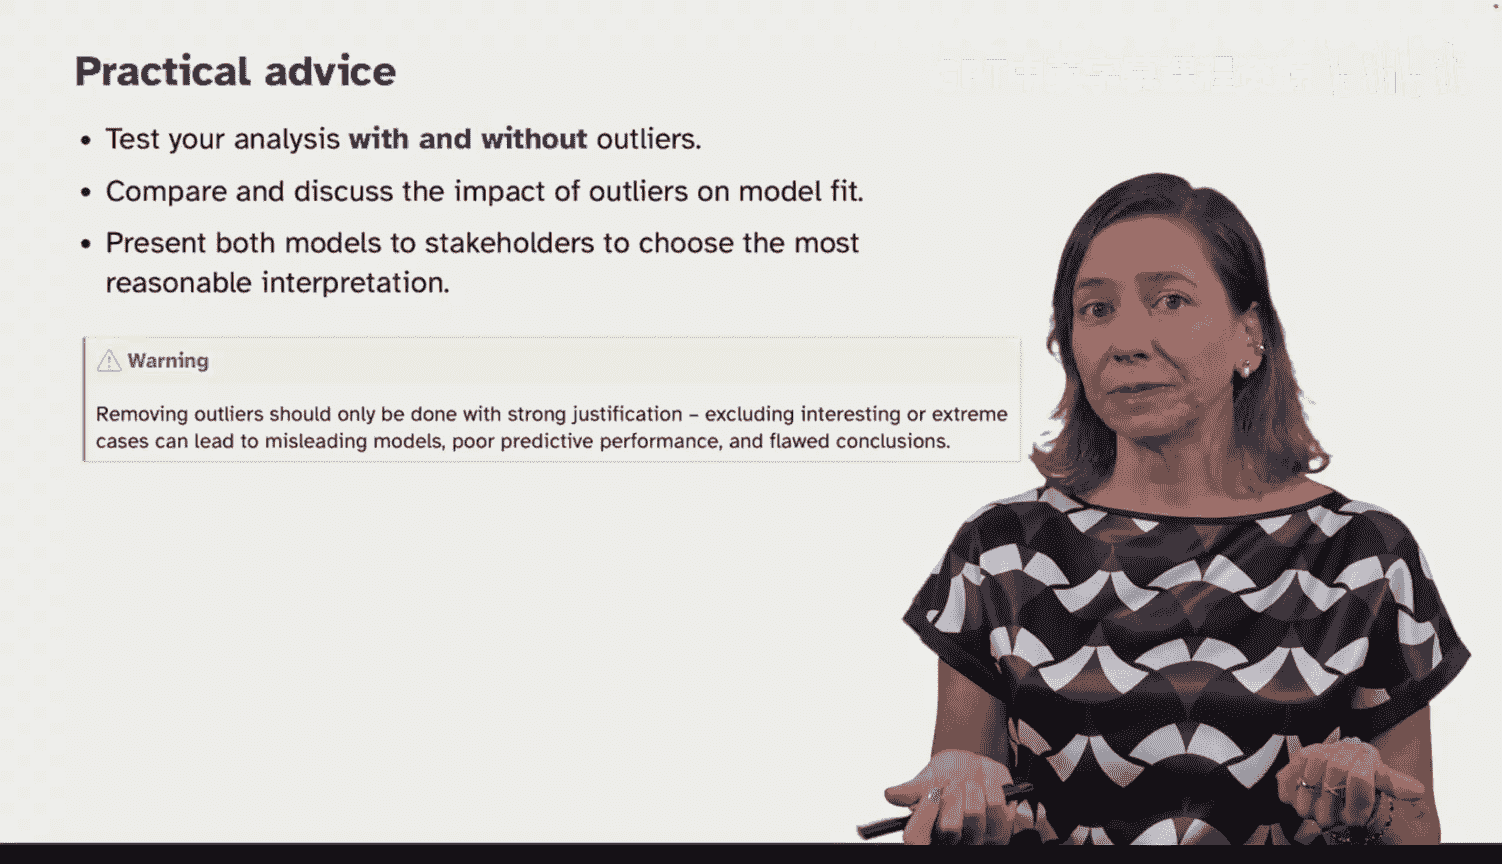 Practical advice
• Test your analysis with and without outliers.
• Compare and discuss the impact of outliers on model fit.
• Present both models to stakeholders to choose the most
reasonable interpretation.
Warning
Removing outliers should only be done with strong justification – excluding interesting or extreme
cases can lead to misleading models, poor predictive performance, and flawed conclusions.